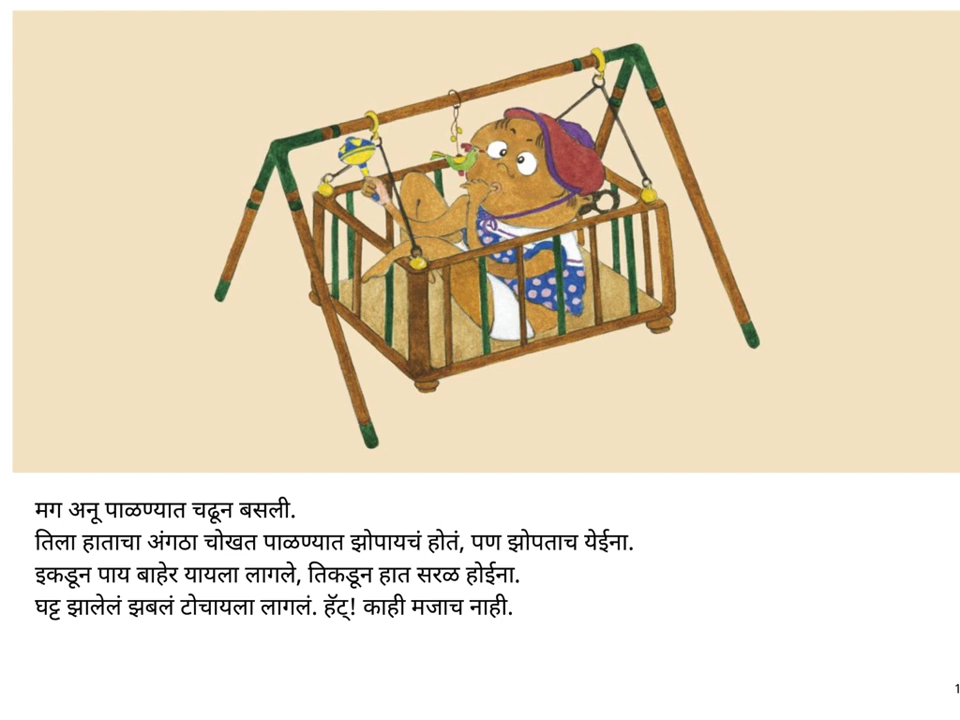 मग अनू पाळण्यात चढून बसली.
तिला हाताचा अंगठा चोखत पाळण्यात झोपायचं होतं, पण झोपताच येईना.
इकडून पाय बाहेर यायला लागले, तिकडून हात सरळ होईना.
घट्ट झालेलं झबलं टोचायला लागलं. हॅट्! काही मजाच नाही.
1